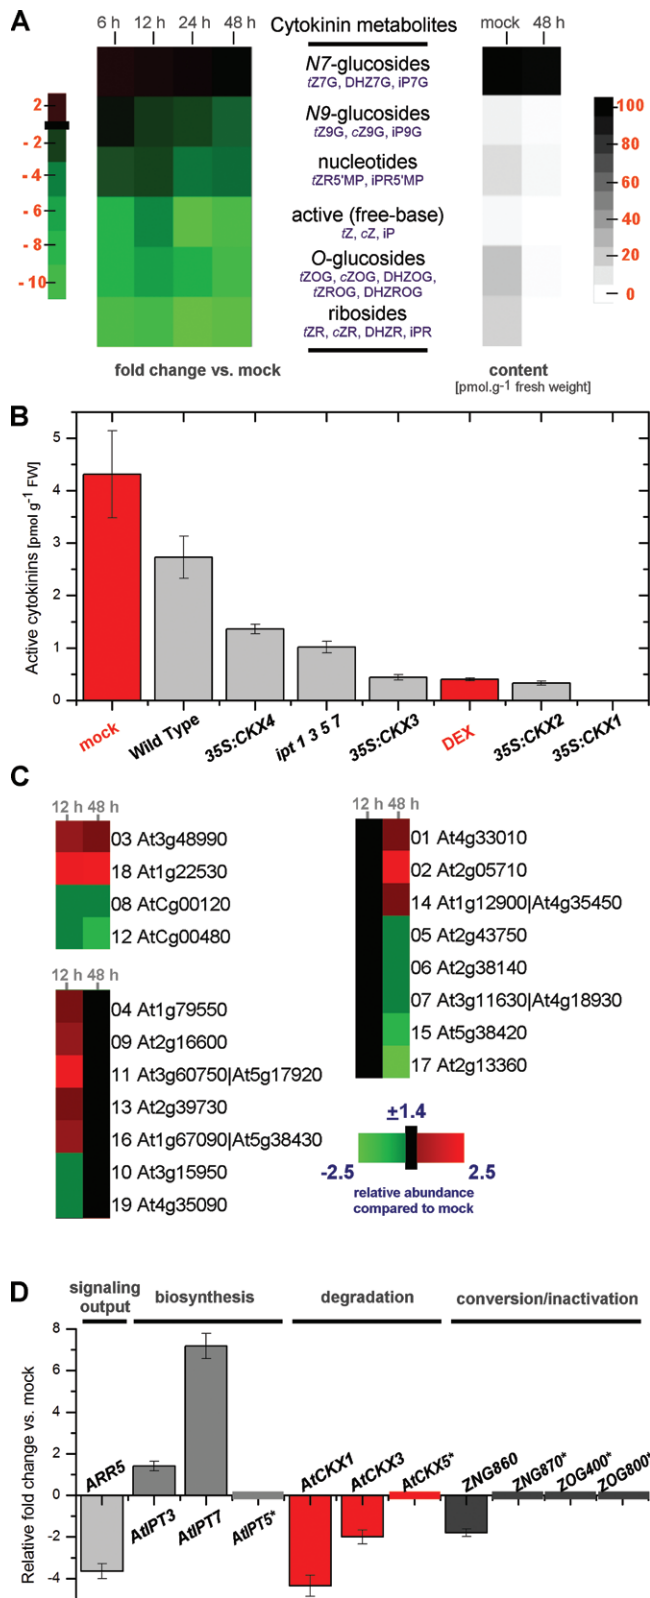 A
6 h 12 h 24 h 48 h
Cytokinin metabolites
mock 48 h
N7-glucosides
tZ7G, DHZ7G, iP7G
N9-glucosides
tZ9G, cZ9G, iP9G
nucleotides
tZR5'MP, iPR5'MP
active (free-base)
tZ, cZ, iP
O-glucosides
tZOG, cZOG, DHZOG,
tZROG, DHZROG
ribosides
tZR, cZR, DHZR, iPR
2
- 2
- 4
- 6
- 8
- 10
100
80
60
40
20
0
fold change vs. mock
content
[pmol.g-1 fresh weight]
B
Active cytokinins [pmol g-1 FW]
5
4
3
2
1
0
mock
Wild Type
35S:CKX4
ipt 1 3 5 7
35S:CKX3
DEX
35S:CKX2
35S:CKX1
C
12 h 48 h
03 At3g48990
18 At1g22530
08 AtCg00120
12 AtCg00480
12 h 48 h
04 At1g79550
09 At2g16600
11 At3g60750|At5g17920
13 At2g39730
16 At1g67090|At5g38430
10 At3g15950
19 At4g35090
12 h 48 h
01 At4g33010
02 At2g05710
14 At1g12900|At4g35450
05 At2g43750
06 At2g38140
07 At3g11630|At4g18930
15 At5g38420
17 At2g13360
±1.4
-2.5 2.5
relative abundance
compared to mock
D
signaling
output
biosynthesis
degradation
conversion/inactivation
Relative fold change vs. mock
8
6
4
2
0
-2
-4
ARR5
AtIPT3
AtIPT7
AtIPT5*
AtCKX1
AtCKX3
AtCKX5*
ZNG860
ZNG870*
ZOG400*
ZOG800*